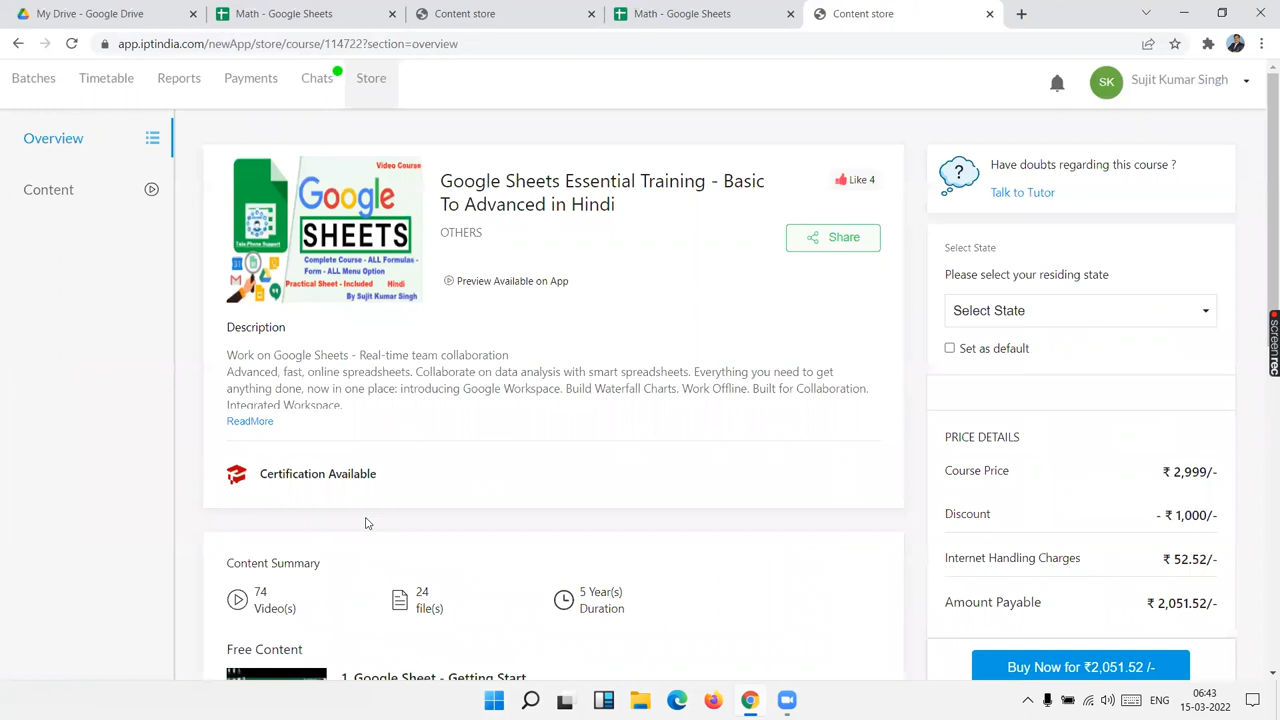 My Drive - Google Drive
Math - Google Sheets
Content store
Math - Google Sheets
Content store
app.iptindia.com/newApp/store/course/114722?section=overview
Batches
Timetable
Reports
Payments
Chats
Store
SK
Sujit Kumar Singh
Overview
Content
Video Course
Google
SHEETS
Tele Phone Support
Complete Course - ALL Formulas -
Form - ALL Menu Option
Practical Sheet - Included Hindi
By Sujit Kumar Singh
Google Sheets Essential Training - Basic
To Advanced in Hindi
OTHERS
Like 4
Share
Preview Available on App
Description
Work on Google Sheets - Real-time team collaboration
Advanced, fast, online spreadsheets. Collaborate on data analysis with smart spreadsheets. Everything you need to get
anything done, now in one place: introducing Google Workspace. Build Waterfall Charts. Work Offline. Built for Collaboration.
Integrated Workspace.
ReadMore
Certification Available
Content Summary
74
Video(s)
24
file(s)
5 Year(s)
Duration
Free Content
1. Google Sheet - Getting Start
?
Have doubts regarding this course ?
Talk to Tutor
Select State
Please select your residing state
Select State
Set as default
PRICE DETAILS
Course Price ₹ 2,999/-
Discount - ₹ 1,000/-
Internet Handling Charges ₹ 52.52/-
Amount Payable ₹ 2,051.52/-
Buy Now for ₹2,051.52 /-
ScreenRec
ENG
06:43
15-03-2022